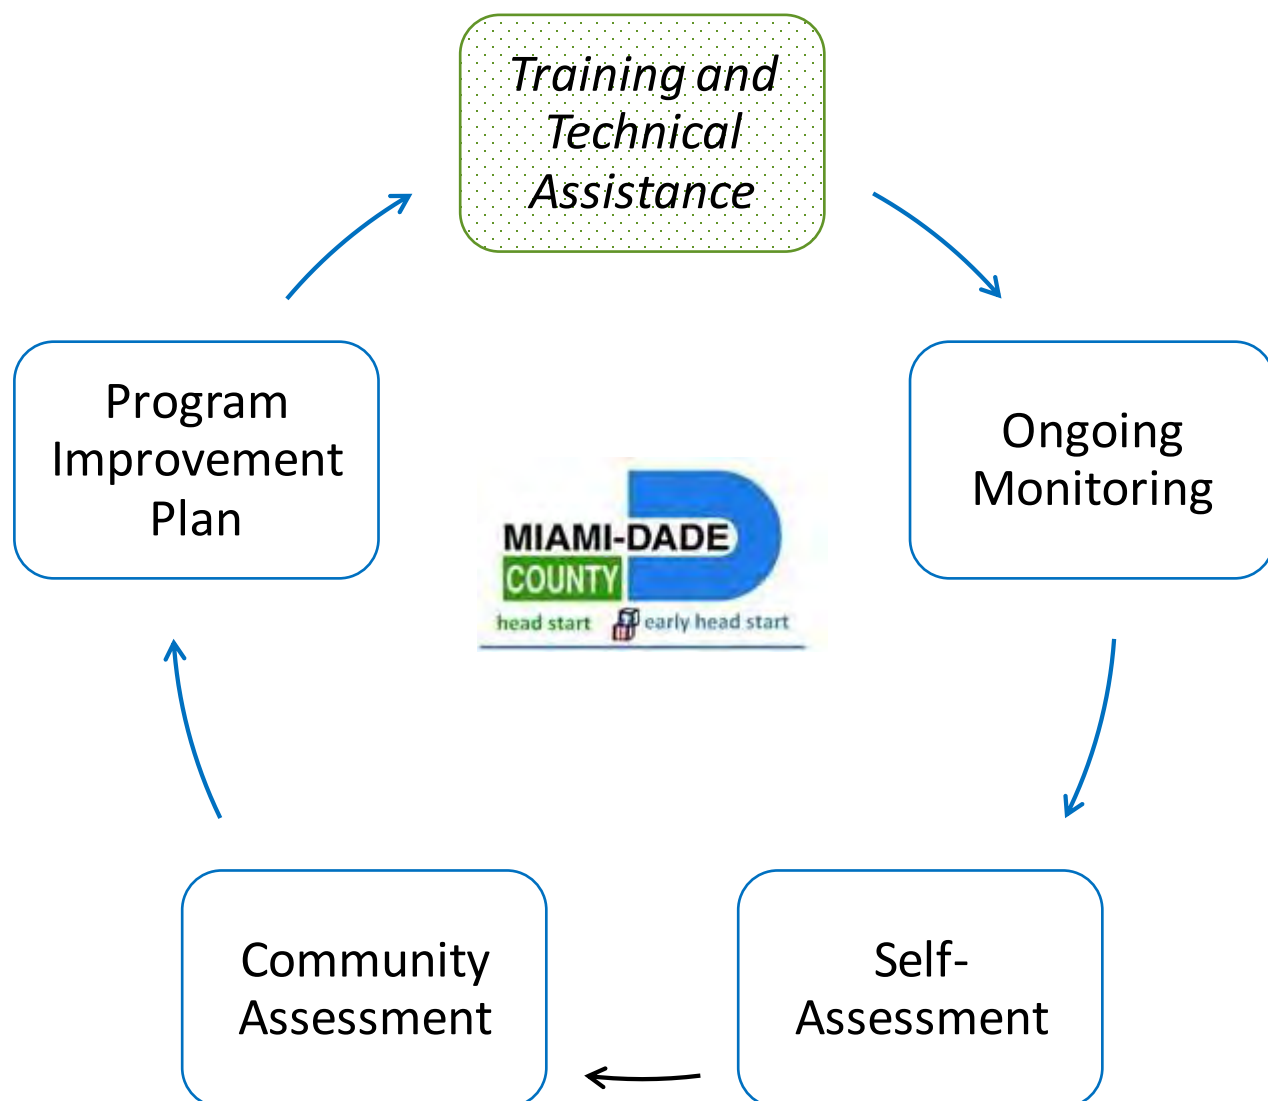 Training and
Technical
Assistance
Program
Improvement
Plan
Ongoing
Monitoring
MIAMI-DADE
COUNTY
head start early head start
Community
Assessment
Self-
Assessment